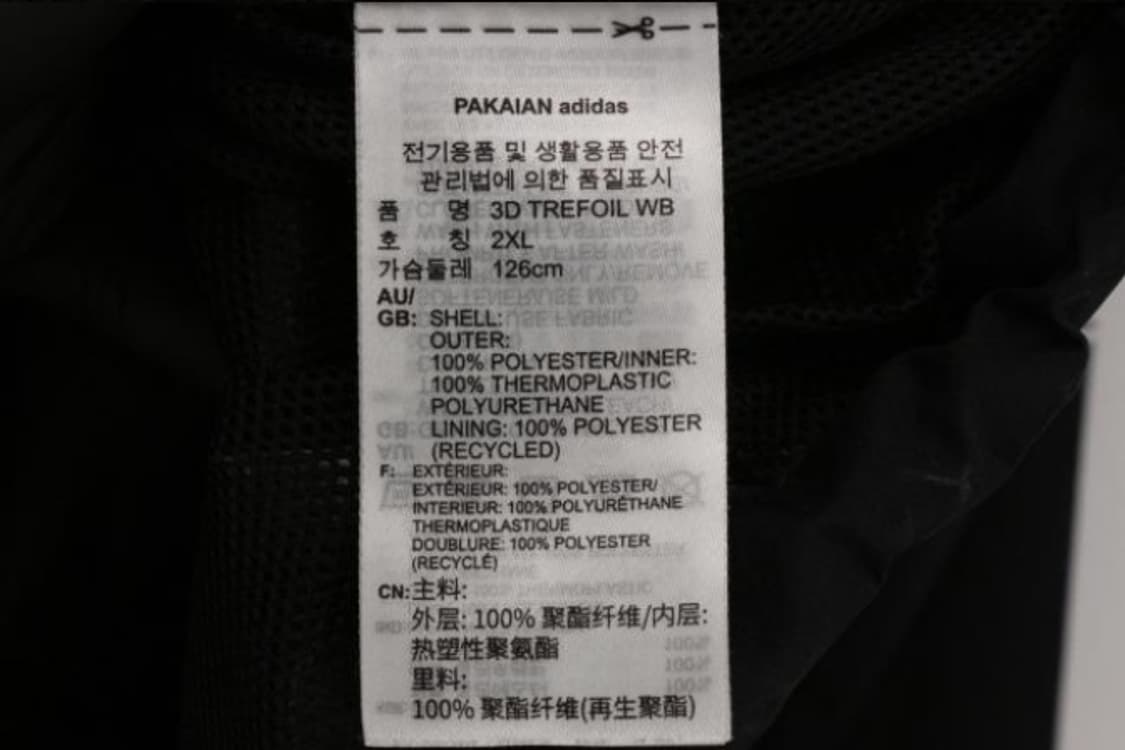 PAKAIAN adidas
전기용품 및 생활용품 안전
관리법에 의한 품질표시
품 명 3D TREFOIL WB
호 칭 2XL
가슴둘레 126cm
AU/
GB: SHELL:
OUTER:
100% POLYESTER/INNER:
100% THERMOPLASTIC
POLYURETHANE
LINING: 100% POLYESTER
(RECYCLED)
F: EXTÉRIEUR:
EXTÉRIEUR: 100% POLYESTER/
INTERIEUR: 100% POLYURÉTHANE
THERMOPLASTIQUE
DOUBLURE: 100% POLYESTER
(RECYCLÉ)
CN: 主料:
外层: 100% 聚酯纤维/内层:
热塑性聚氨酯
里料:
100% 聚酯纤维(再生聚酯)